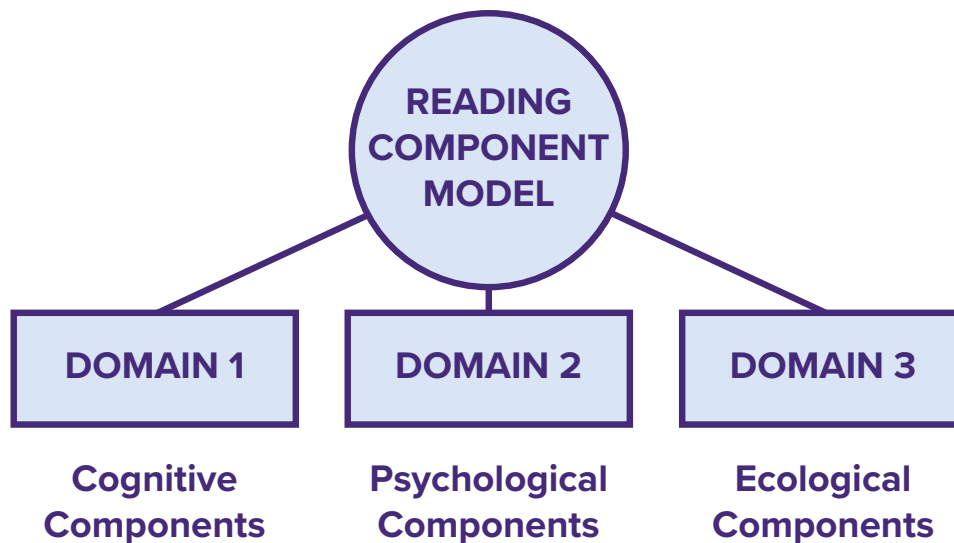 READING
COMPONENT
MODEL
DOMAIN 1
DOMAIN 2
DOMAIN 3
Cognitive
Components
Psychological
Components
Ecological
Components